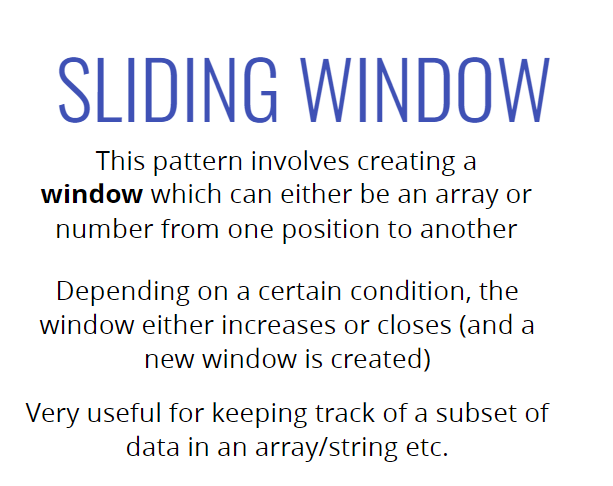 SLIDING WINDOW
This pattern involves creating a
window which can either be an array or
number from one position to another
Depending on a certain condition, the
window either increases or closes (and a
new window is created)
Very useful for keeping track of a subset of
data in an array/string etc.